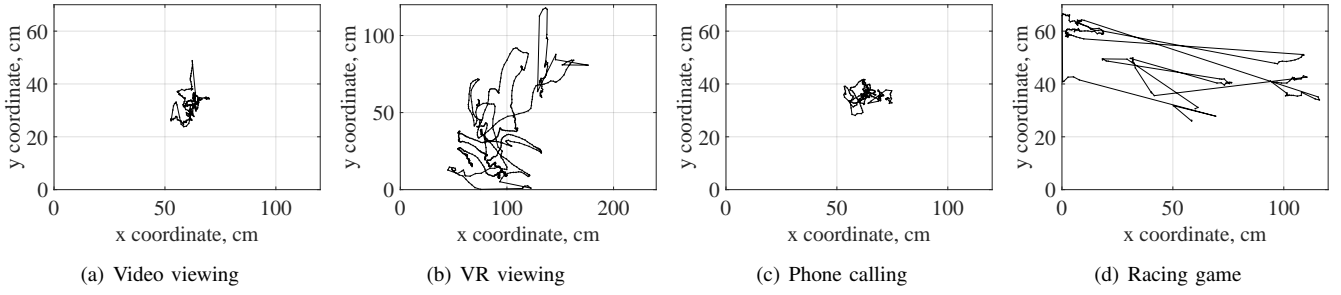 y coordinate, cm
60
40
20
0
0
50
100
x coordinate, cm
(a) Video viewing
y coordinate, cm
100
50
0
0
100
200
x coordinate, cm
(b) VR viewing
y coordinate, cm
60
40
20
0
0
50
100
x coordinate, cm
(c) Phone calling
y coordinate, cm
60
40
20
0
0
50
100
x coordinate, cm
(d) Racing game